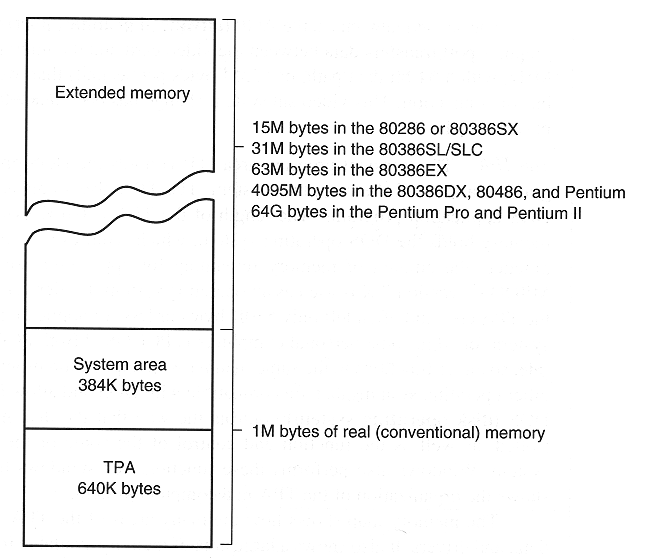 Extended memory
15M bytes in the 80286 or 80386SX
31M bytes in the 80386SL/SLC
63M bytes in the 80386EX
4095M bytes in the 80386DX, 80486, and Pentium
64G bytes in the Pentium Pro and Pentium II
System area
384K bytes
1M bytes of real (conventional) memory
TPA
640K bytes